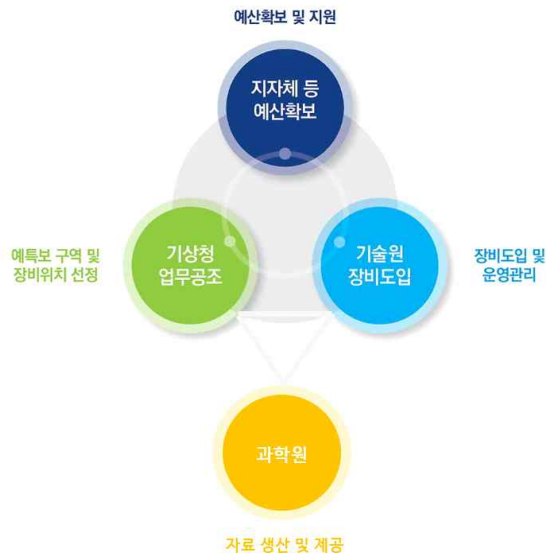 예산확보 및 지원
지자체 등
예산확보
예특보 구역 및
장비위치 선정
기상청
업무공조
기술원
장비도입
장비도입 및
운영관리
과학원
자료 생산 및 제공